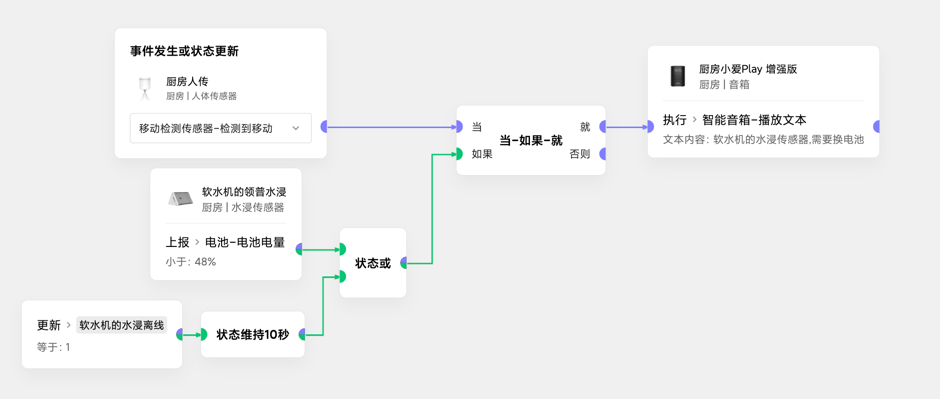 事件发生或状态更新
厨房人传
厨房 | 人体传感器
移动检测传感器-检测到移动
软水机的领普水浸
厨房 | 水浸传感器
上报 > 电池-电池电量
小于: 48%
更新 > 软水机的水浸离线
等于: 1
状态维持10秒
状态或
当
就
当-如果-就
如果
否则
厨房小爱Play 增强版
厨房 | 音箱
执行 > 智能音箱-播放文本
文本内容: 软水机的水浸传感器,需要换电池